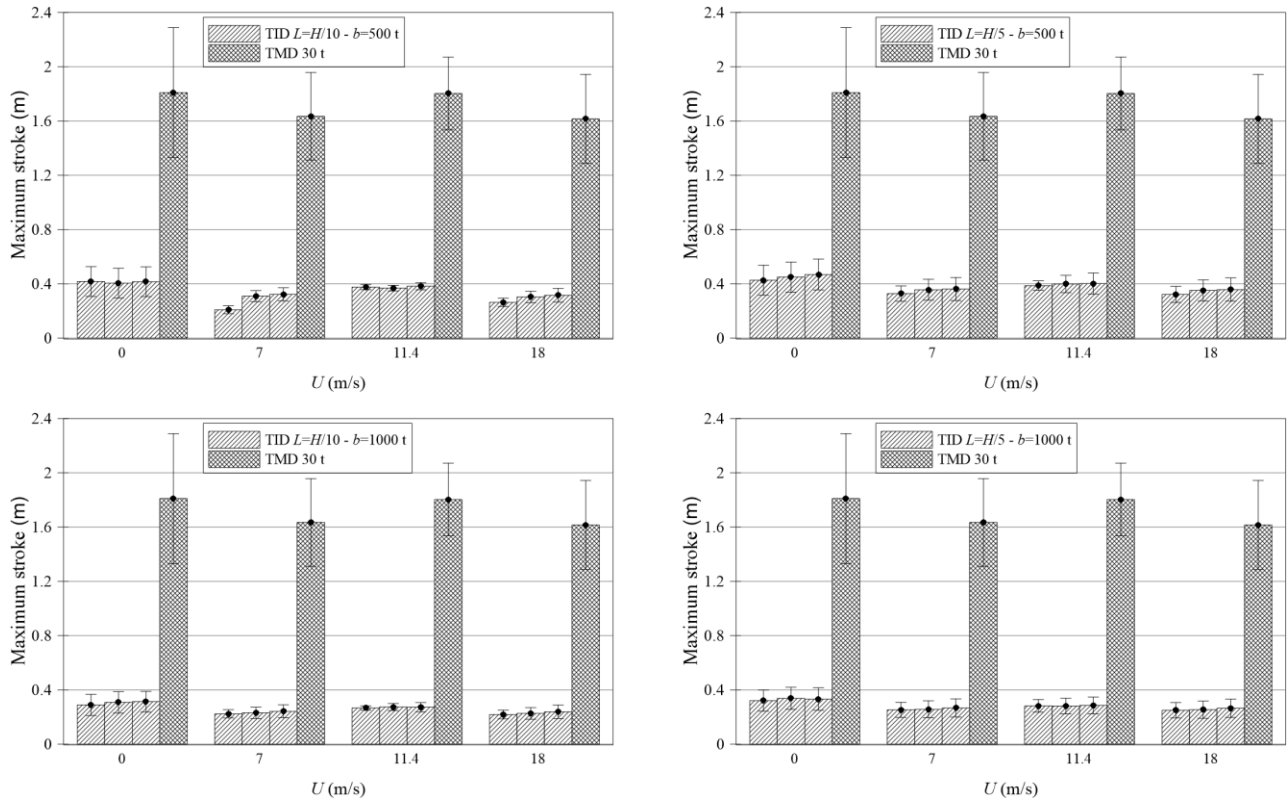 2.4
2
1.6
1.2
0.8
0.4
0
Maximum stroke (m)
TID L=H/10 - b=500 t
TMD 30 t
0 7 11.4 18
U (m/s)
2.4
2
1.6
1.2
0.8
0.4
0
Maximum stroke (m)
TID L=H/5 - b=500 t
TMD 30 t
0 7 11.4 18
U (m/s)
2.4
2
1.6
1.2
0.8
0.4
0
Maximum stroke (m)
TID L=H/10 - b=1000 t
TMD 30 t
0 7 11.4 18
U (m/s)
2.4
2
1.6
1.2
0.8
0.4
0
Maximum stroke (m)
TID L=H/5 - b=1000 t
TMD 30 t
0 7 11.4 18
U (m/s)